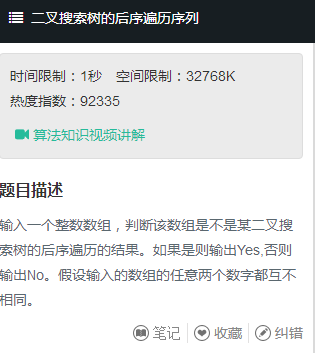 二叉搜索树的后序遍历序列
时间限制：1秒 空间限制：32768K
热度指数：92335
算法知识视频讲解
题目描述
输入一个整数数组，判断该数组是不是某二叉搜
索树的后序遍历的结果。如果是则输出Yes,否则
输出No。假设输入的数组的任意两个数字都互不
相同。
笔记 收藏 纠错